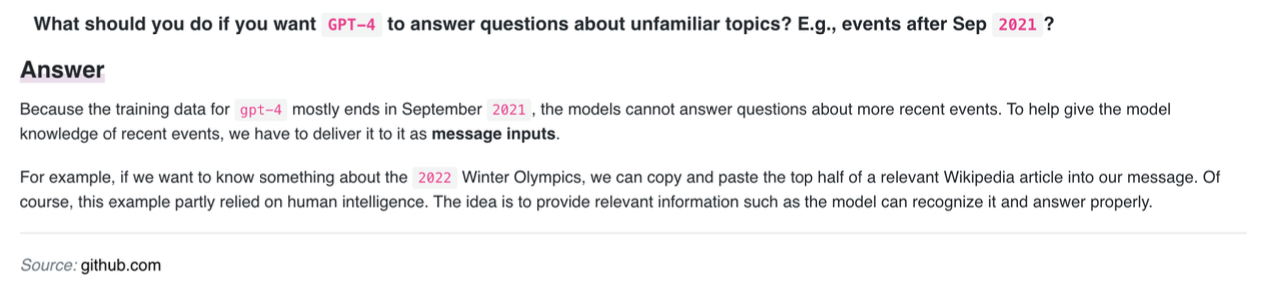 What should you do if you want GPT-4 to answer questions about unfamiliar topics? E.g., events after Sep 2021 ?
Answer
Because the training data for gpt-4 mostly ends in September 2021 , the models cannot answer questions about more recent events. To help give the model
knowledge of recent events, we have to deliver it to it as message inputs.
For example, if we want to know something about the 2022 Winter Olympics, we can copy and paste the top half of a relevant Wikipedia article into our message. Of
course, this example partly relied on human intelligence. The idea is to provide relevant information such as the model can recognize it and answer properly.
Source: github.com